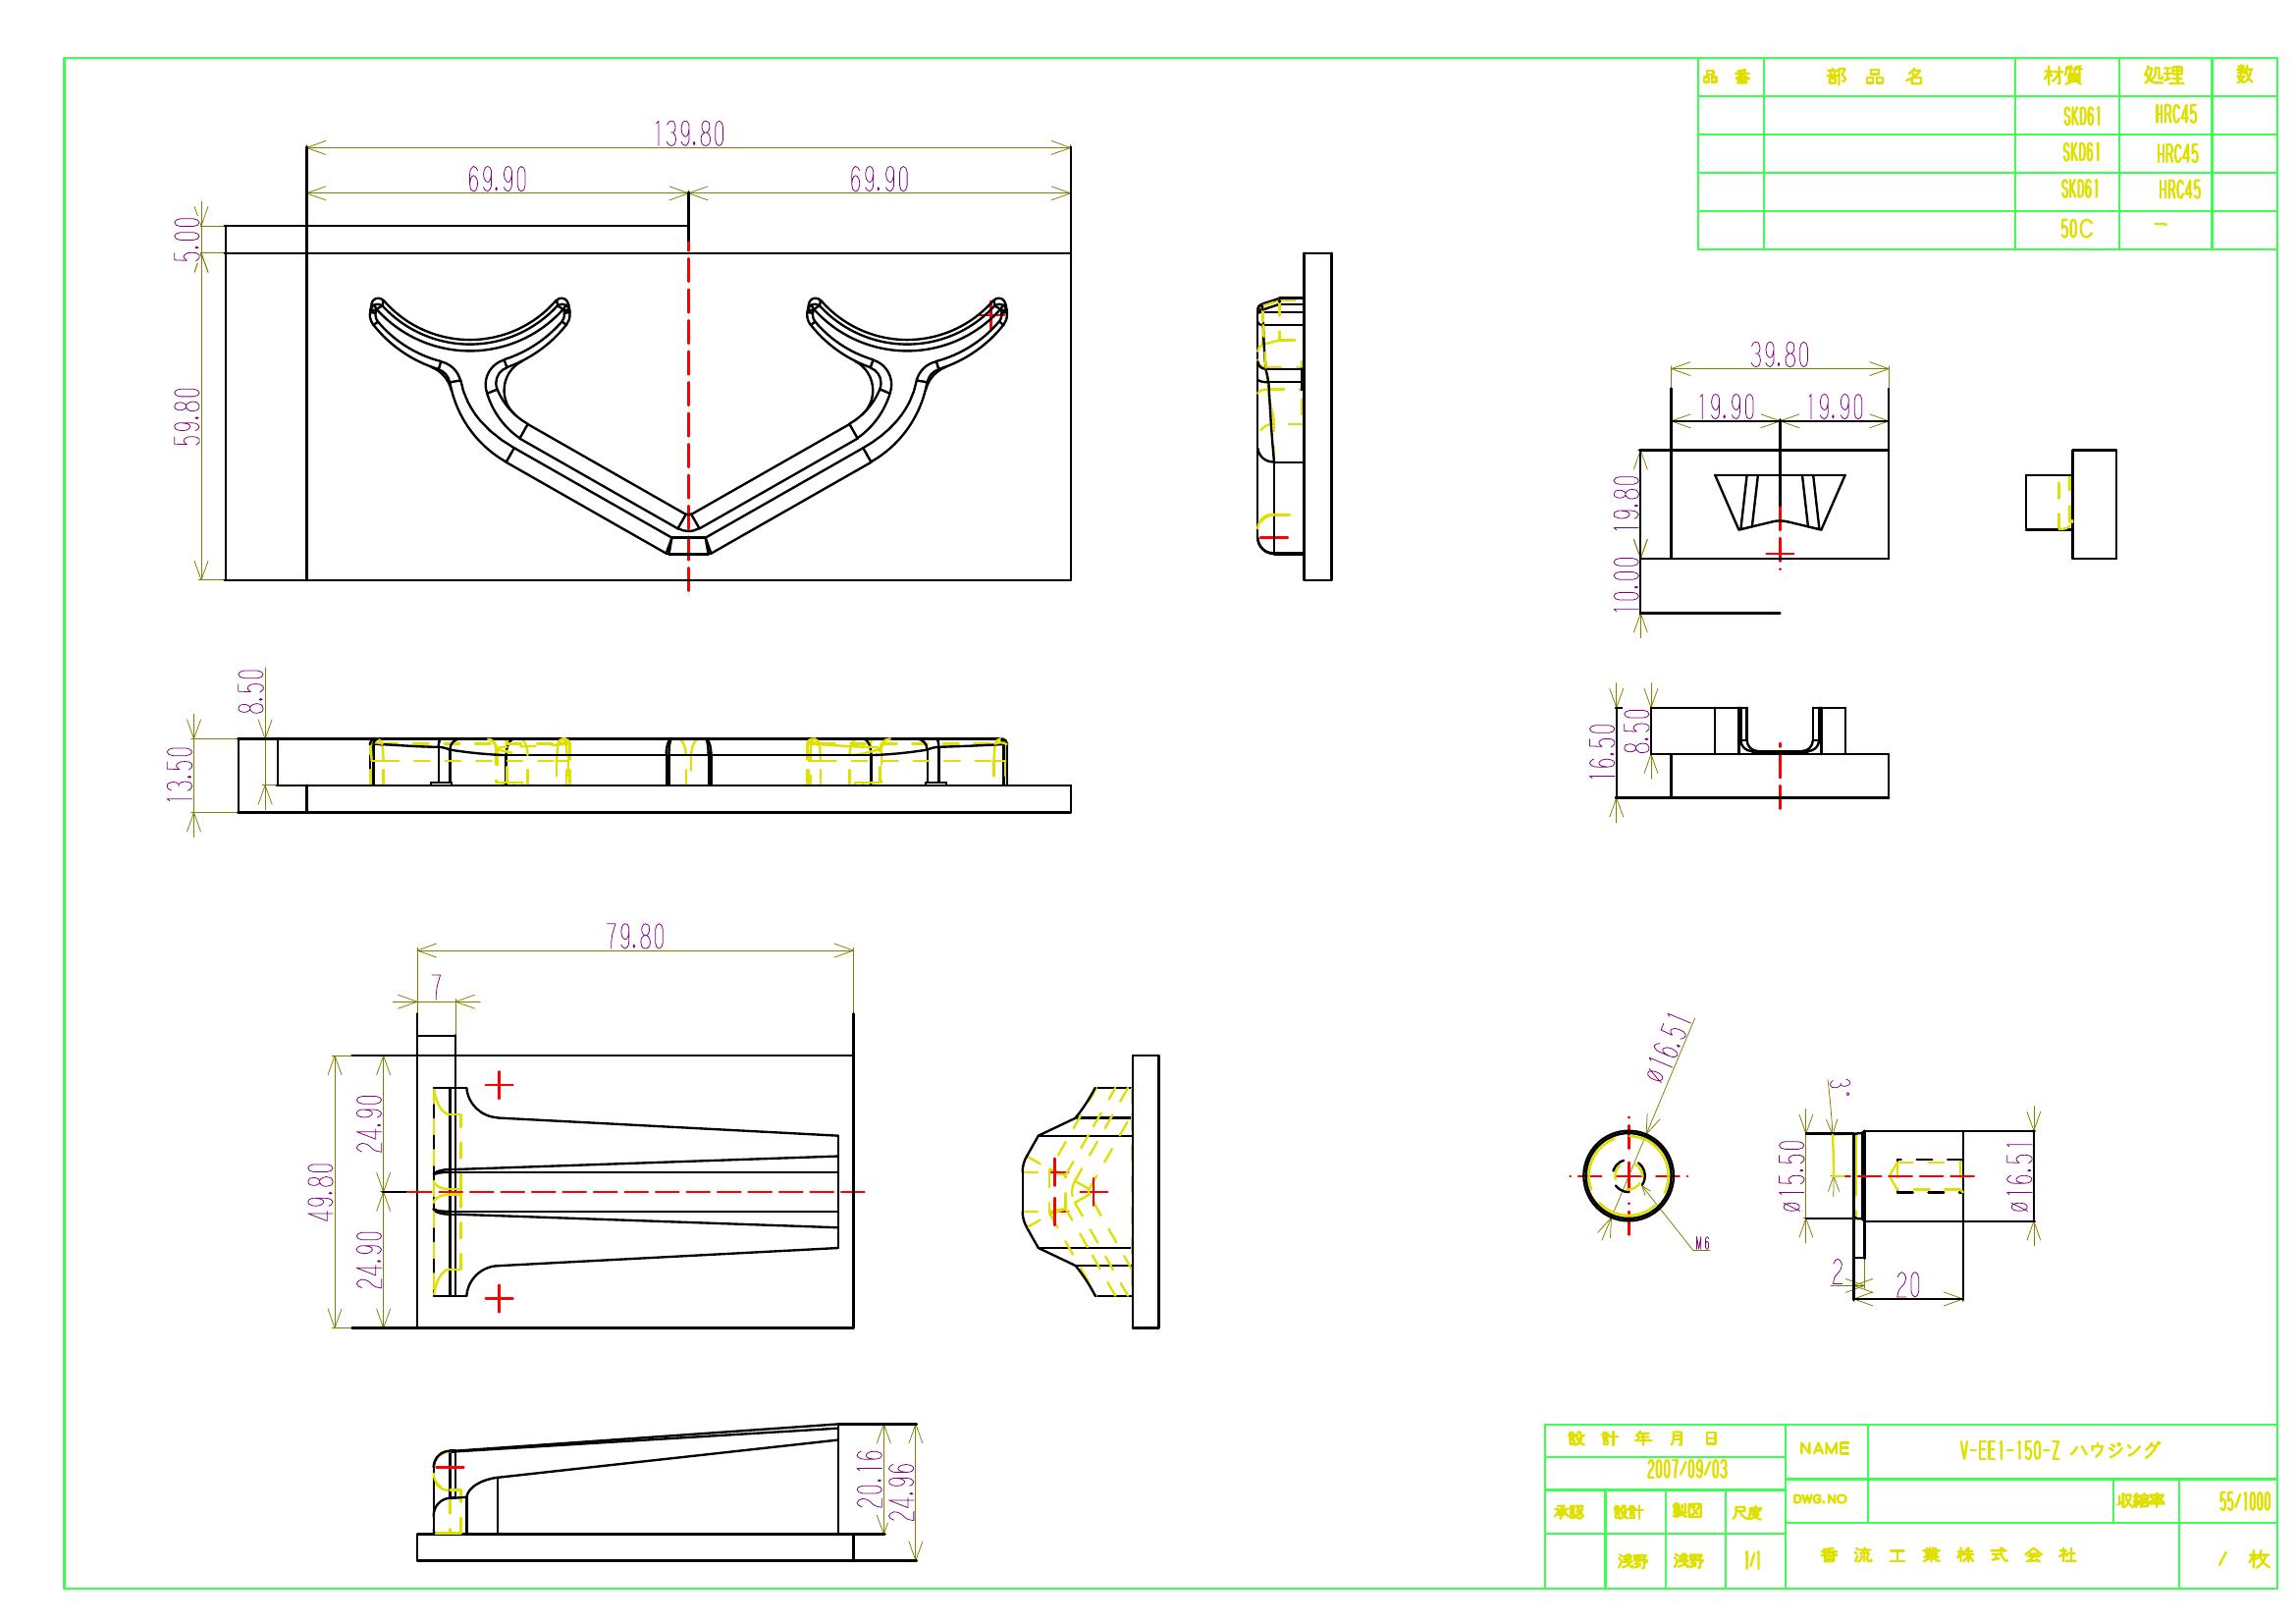 品 番 部 品 名 材質 処理 数
SKD61 HRC45
SKD61 HRC45
SKD61 HRC45
50C －
139.80
69.90 69.90
5.00
59.80
39.80
19.90 19.90
19.80
10.00
8.50
13.50
16.50
8.50
79.80
7
49.80
24.90
24.90
ø16.51
M6
3.
ø15.50
ø16.51
2
20
20.16
24.96
設 計 年 月 日
2007/09/03
NAME V-EE1-150-Z ハウジング
DWG.NO 収縮率 55/1000
承認 設計 製図 尺度
浅野 浅野 1/1
香 流 工 業 株 式 会 社
/ 枚